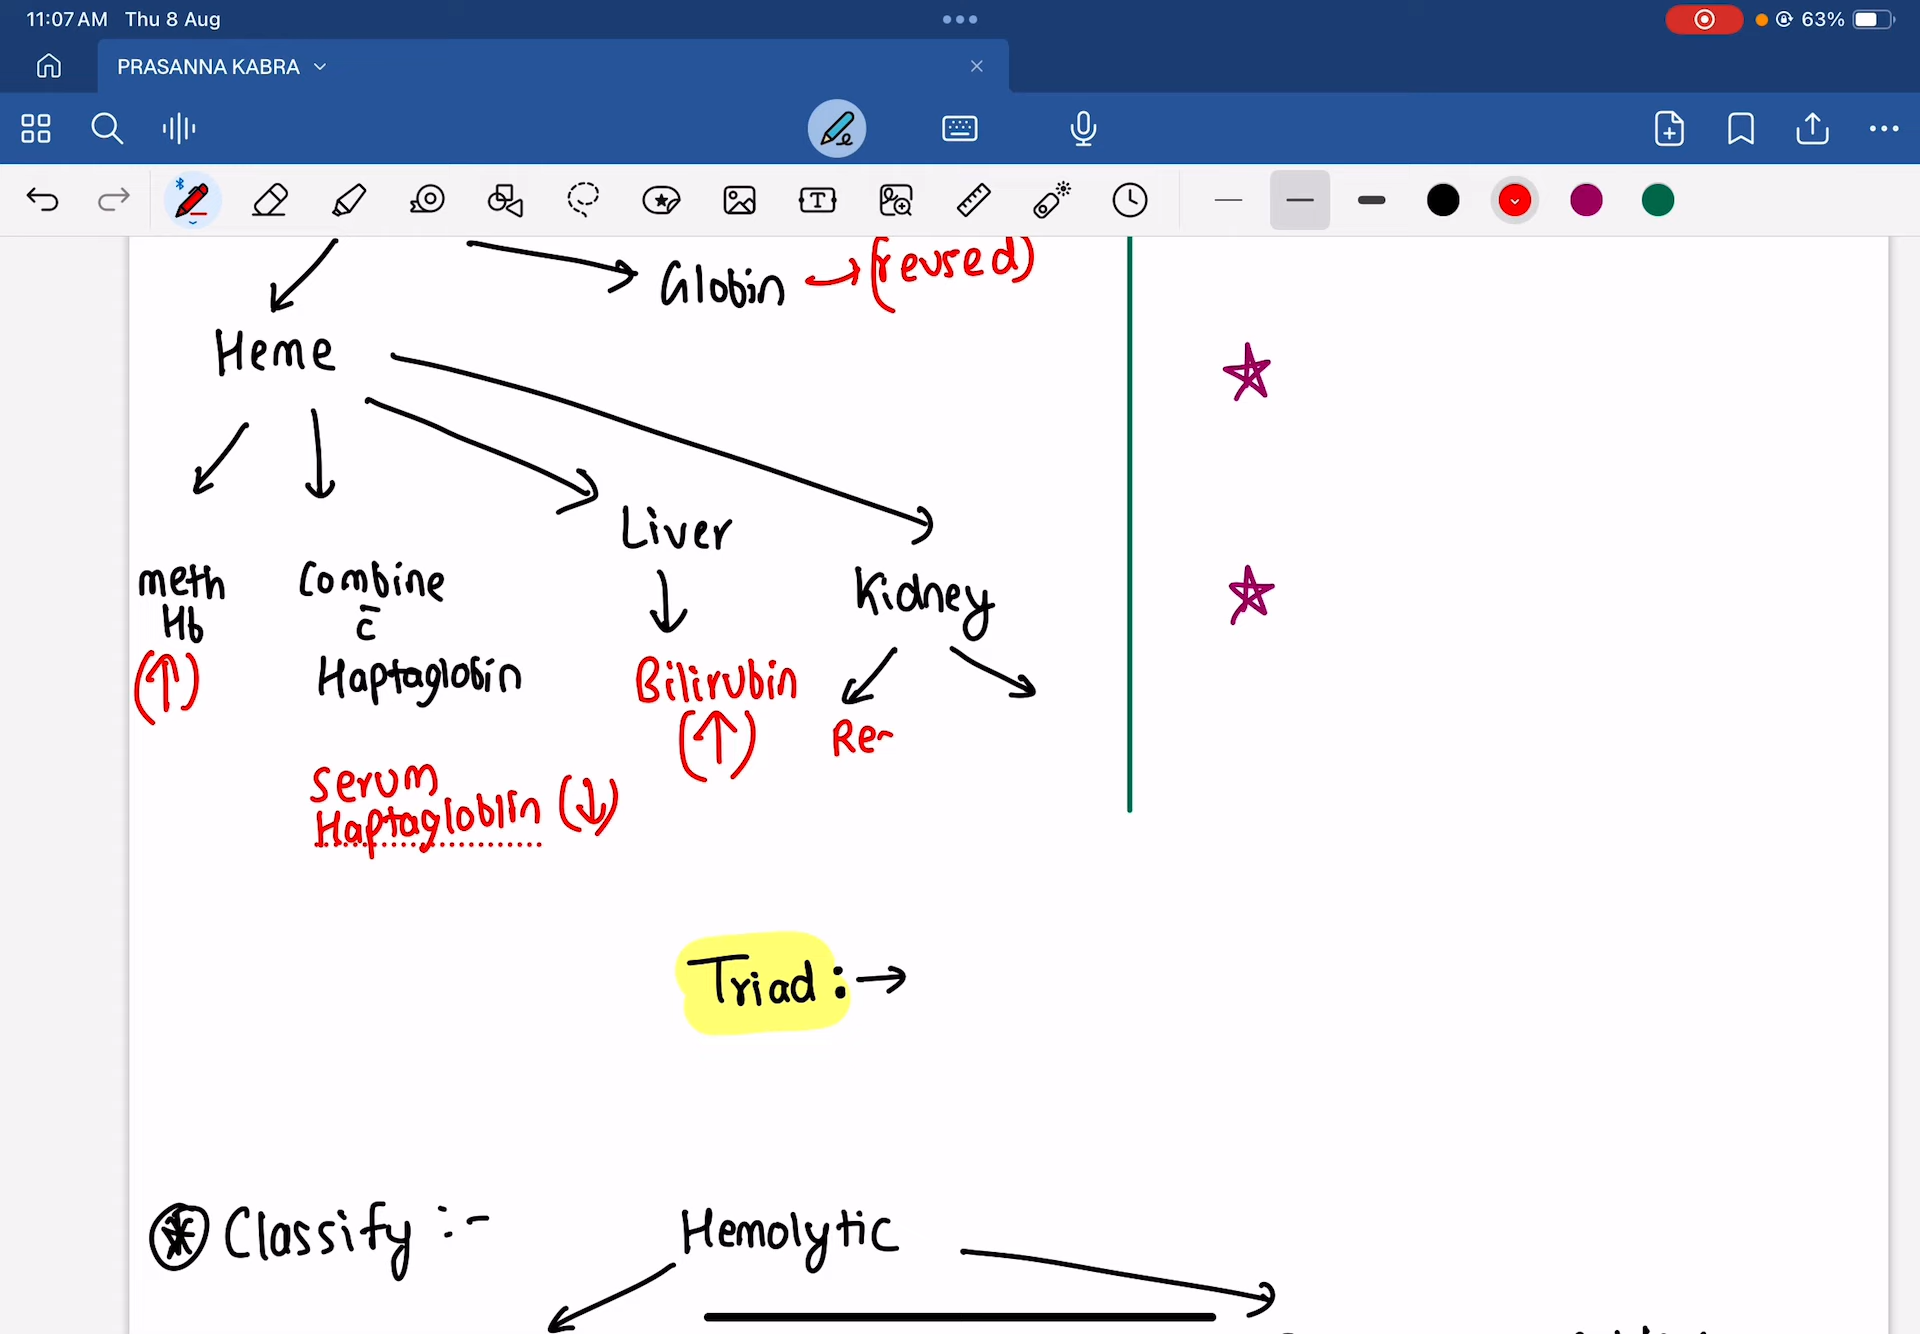 11:07 AM Thu 8 Aug
63%
PRASANNA KABRA
Globin → (reused)
Heme
Liver
meth
Hb
(↑)
Combine
c̅
Haptaglobin
Kidney
Bilirubin
(↑)
Re
Serum
Haptagloblin (↓)
Triad :→
* Classify :-
Hemolytic